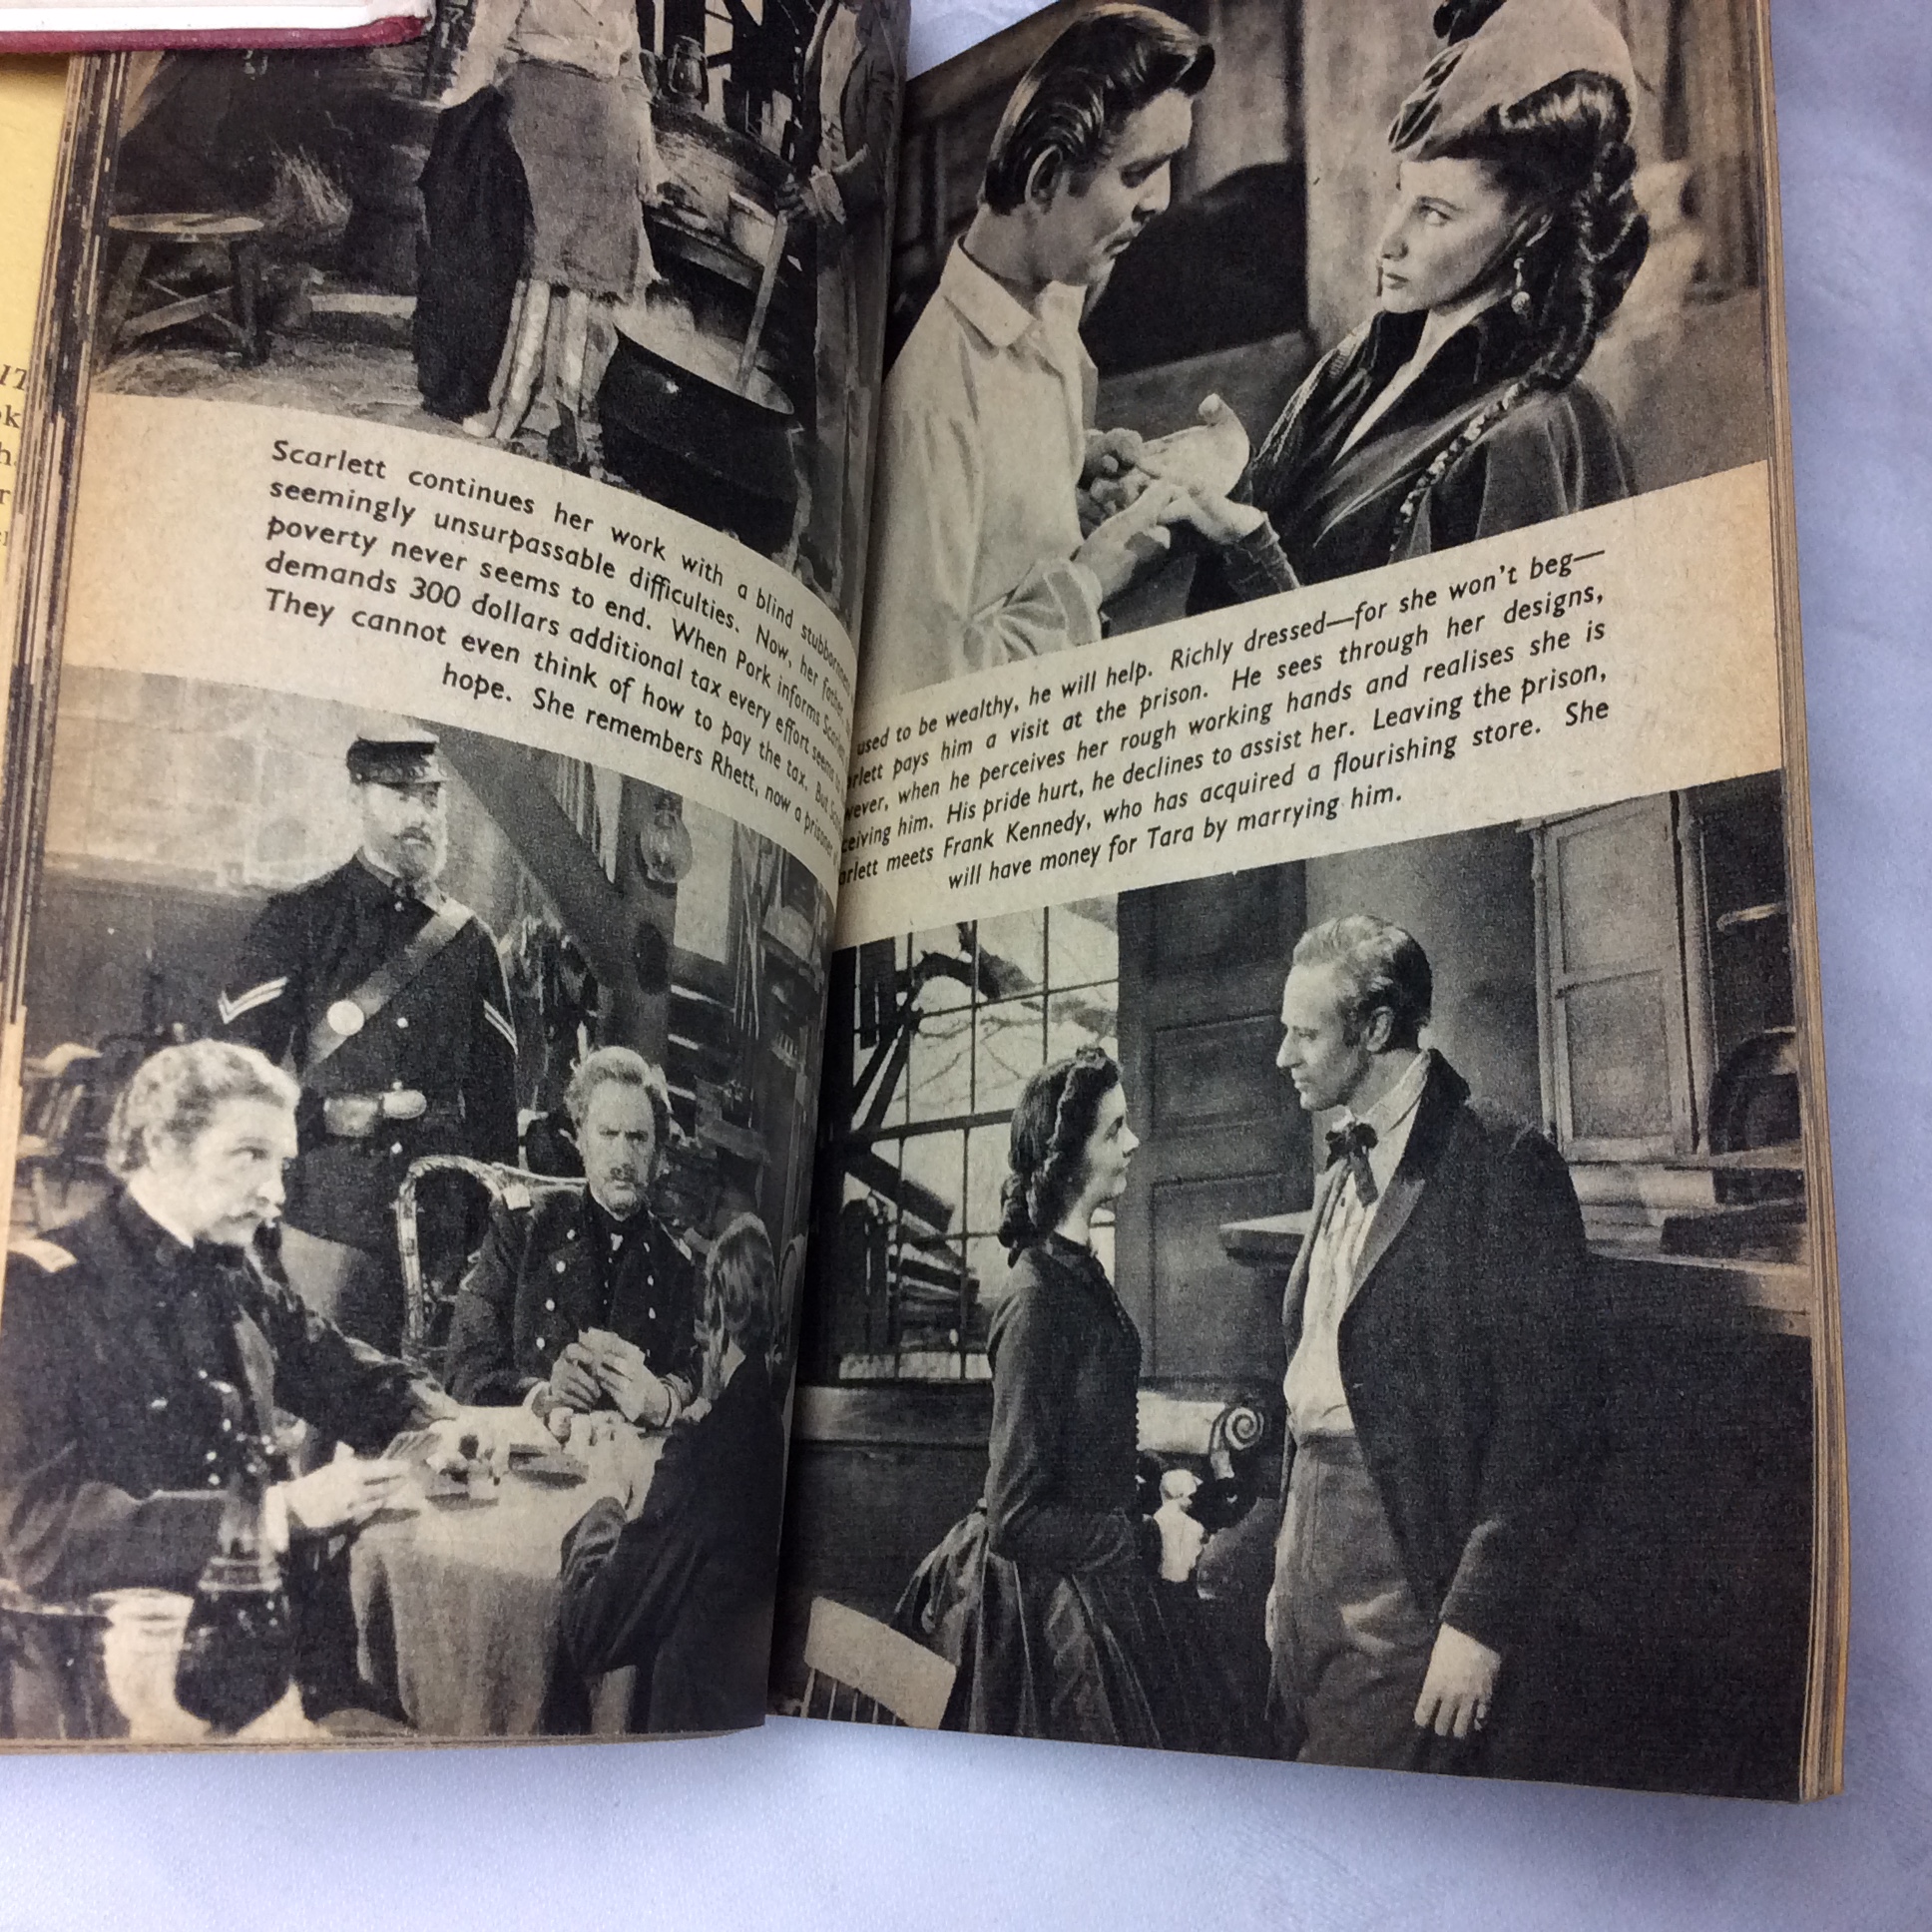 Scarlett continues her work with a blind stubbornness
seemingly unsurpassable difficulties. Now, her father
poverty never seems to end. When Pork informs Scarlett
demands 300 dollars additional tax every effort seems
They cannot even think of how to pay the tax. But
hope. She remembers Rhett, now a prisoner
used to be wealthy, he will help. Richly dressed—for she won't beg—
arlett pays him a visit at the prison. He sees through her designs,
wever, when he perceives her rough working hands and realises she is
ceiving him. His pride hurt, he declines to assist her. Leaving the prison,
arlett meets Frank Kennedy, who has acquired a flourishing store. She
will have money for Tara by marrying him.